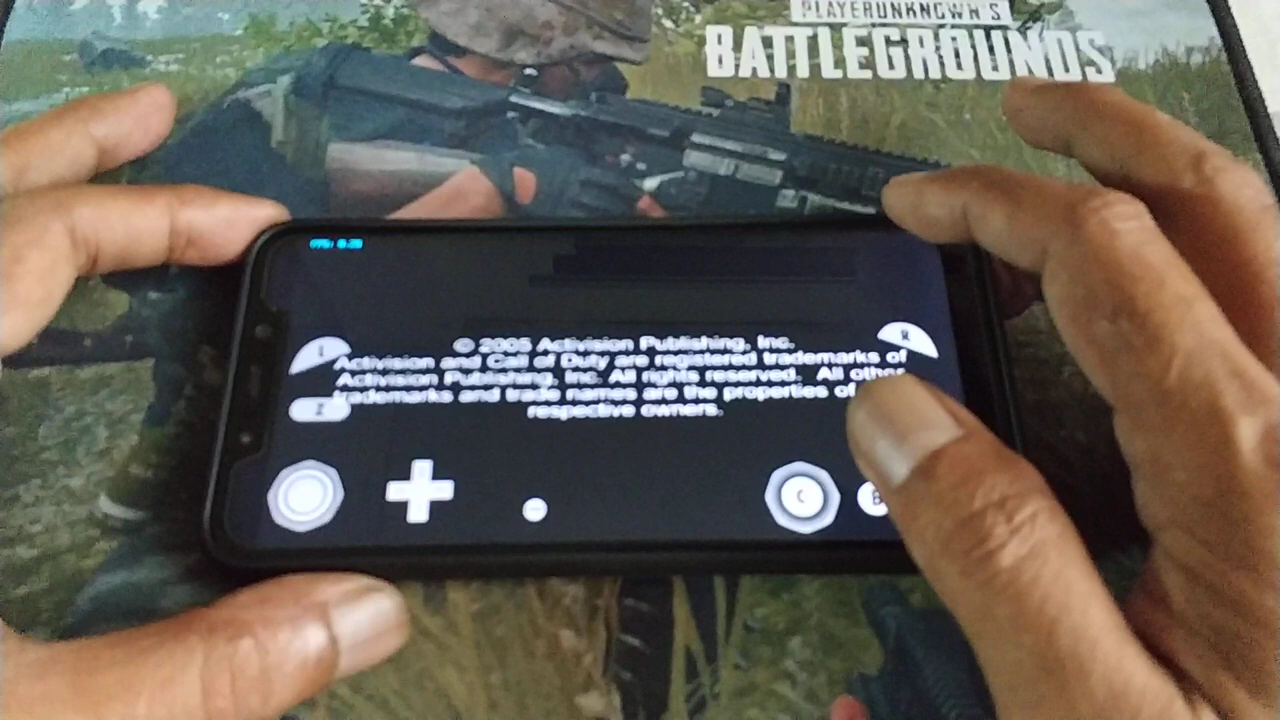 PLAYERUNKNOWN'S
BATTLEGROUNDS
R
© 2005 Activision Publishing, Inc.
Activision and Call of Duty are registered trademarks of
Activision Publishing, Inc. All rights reserved. All other
trademarks and trade names are the properties of
respective owners.
Z
C
B